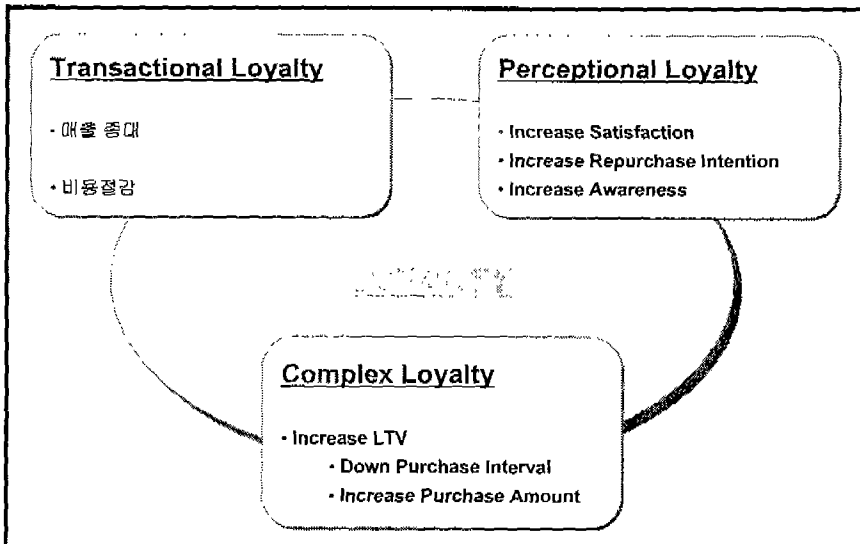 Transactional Loyalty
· 매출 증대
· 비용절감
Perceptional Loyalty
· Increase Satisfaction
· Increase Repurchase Intention
· Increase Awareness
LOYALTY
Complex Loyalty
· Increase LTV
· Down Purchase Interval
· Increase Purchase Amount